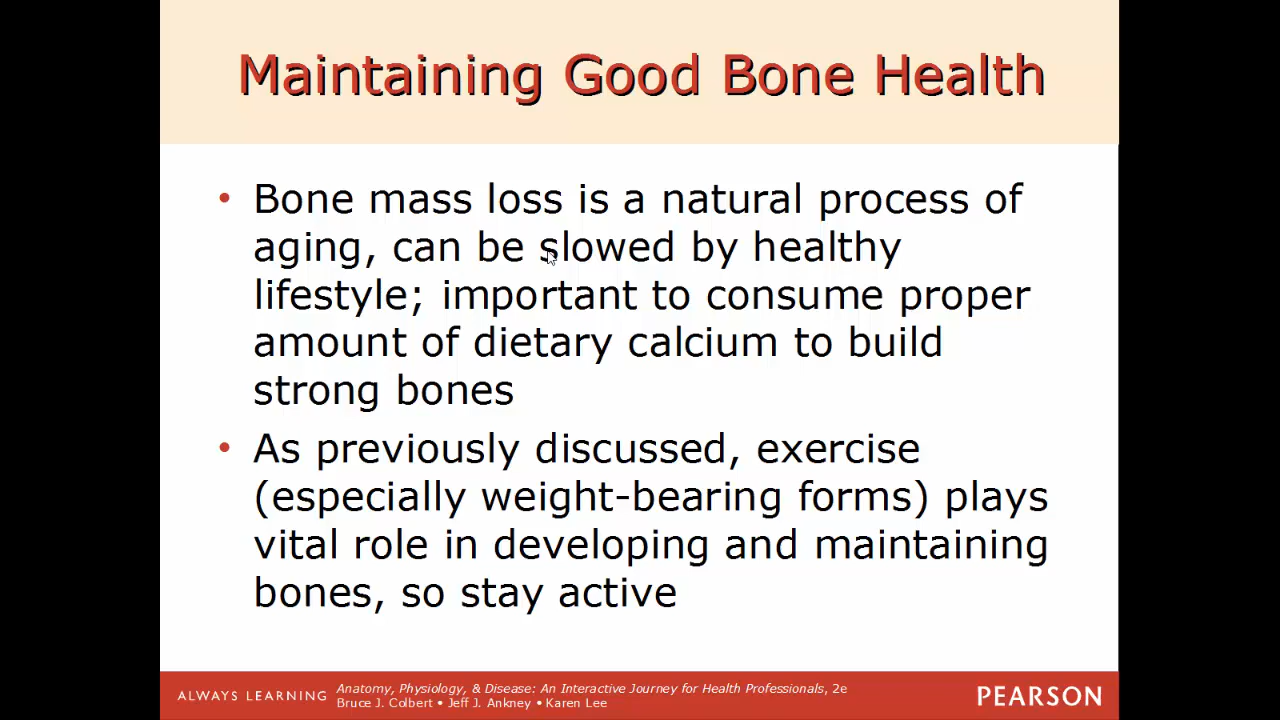 Maintaining Good Bone Health
• Bone mass loss is a natural process of
aging, can be slowed by healthy
lifestyle; important to consume proper
amount of dietary calcium to build
strong bones
• As previously discussed, exercise
(especially weight-bearing forms) plays
vital role in developing and maintaining
bones, so stay active
ALWAYS LEARNING
Anatomy, Physiology, & Disease: An Interactive Journey for Health Professionals, 2e
Bruce J. Colbert • Jeff J. Ankney • Karen Lee
PEARSON